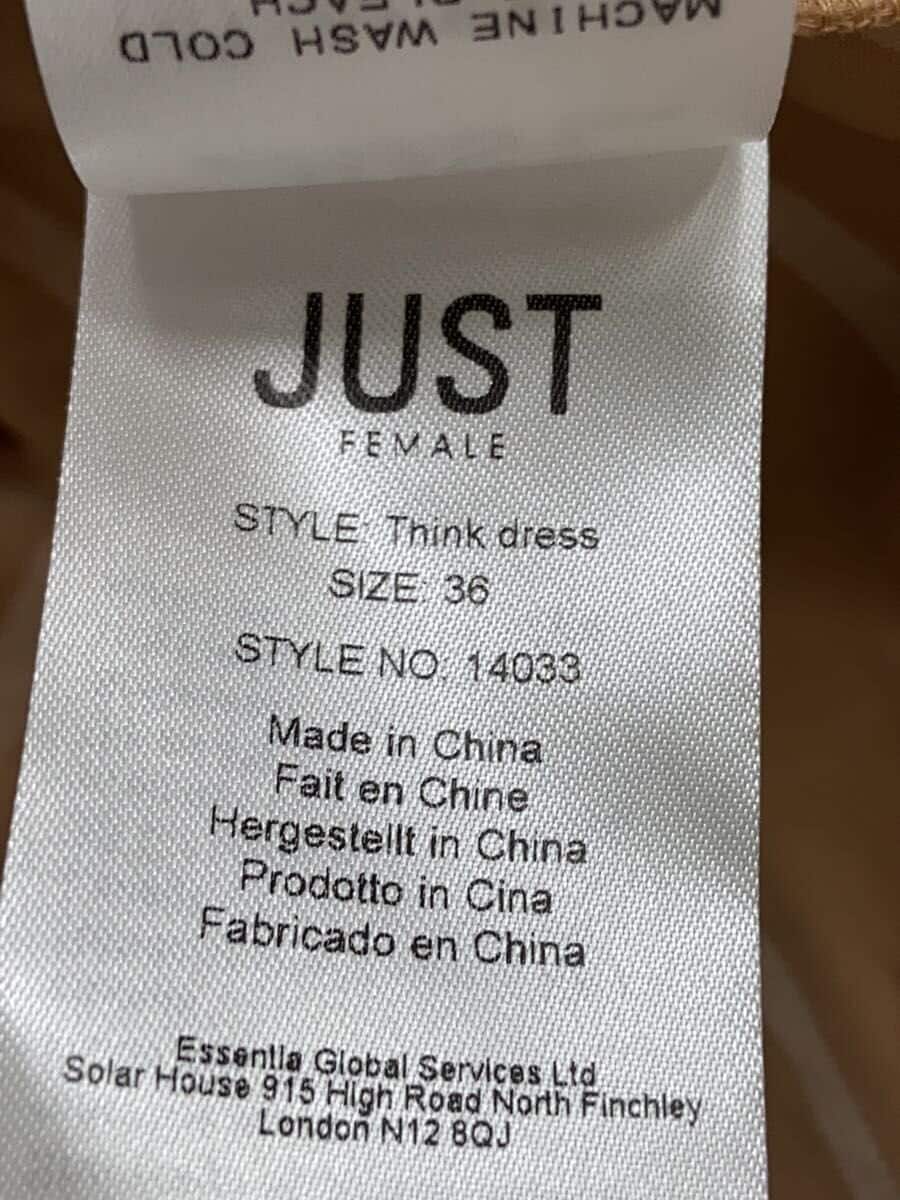 MACHINE WASH COLD
JUST
FEMALE
STYLE: Think dress
SIZE: 36
STYLE NO. 14033
Made in China
Fait en Chine
Hergestellt in China
Prodotto in Cina
Fabricado en China
Essentia Global Services Ltd
Solar House 915 High Road North Finchley
London N12 8QJ